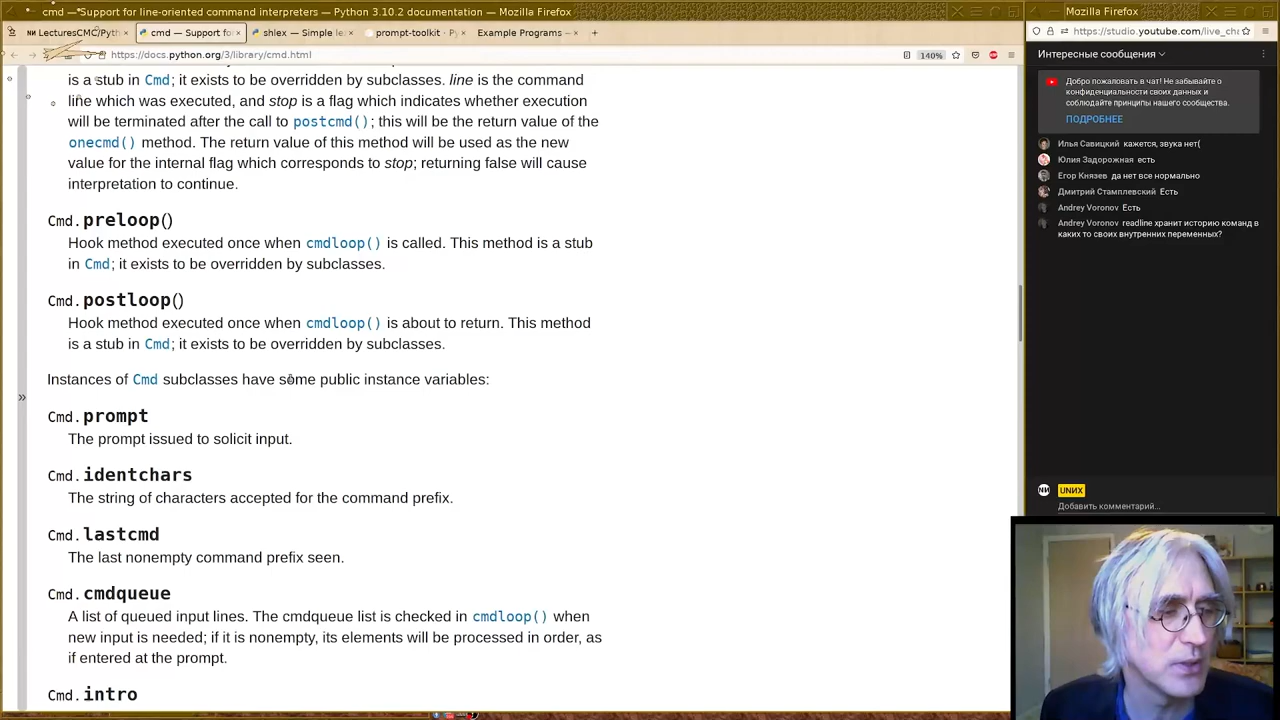 cmd — Support for line-oriented command interpreters — Python 3.10.2 documentation — Mozilla Firefox
LecturesCMC/Pyth
cmd — Support for
shlex — Simple le
prompt-toolkit · Py
Example Programs —
https://docs.python.org/3/library/cmd.html
140%
is a stub in Cmd; it exists to be overridden by subclasses. line is the command
line which was executed, and stop is a flag which indicates whether execution
will be terminated after the call to postcmd(); this will be the return value of the
onecmd() method. The return value of this method will be used as the new
value for the internal flag which corresponds to stop; returning false will cause
interpretation to continue.
Cmd.preloop()
Hook method executed once when cmdloop() is called. This method is a stub
in Cmd; it exists to be overridden by subclasses.
Cmd.postloop()
Hook method executed once when cmdloop() is about to return. This method
is a stub in Cmd; it exists to be overridden by subclasses.
Instances of Cmd subclasses have some public instance variables:
»
Cmd.prompt
The prompt issued to solicit input.
Cmd.identchars
The string of characters accepted for the command prefix.
Cmd.lastcmd
The last nonempty command prefix seen.
Cmd.cmdqueue
A list of queued input lines. The cmdqueue list is checked in cmdloop() when
new input is needed; if it is nonempty, its elements will be processed in order, as
if entered at the prompt.
Cmd.intro
Mozilla Firefox
https://studio.youtube.com/live_cha
Интересные сообщения
Добро пожаловать в чат! Не забывайте о
конфиденциальности своих данных и
соблюдайте принципы нашего сообщества.
ПОДРОБНЕЕ
Илья Савицкий кажется, звука нет(
Юлия Задорожная есть
Егор Князев да нет все нормально
Дмитрий Стамплевский Есть
Andrey Voronov Есть
Andrey Voronov readline хранит историю команд в
каких то своих внутренних переменных?
UNИX
Добавить комментарий...